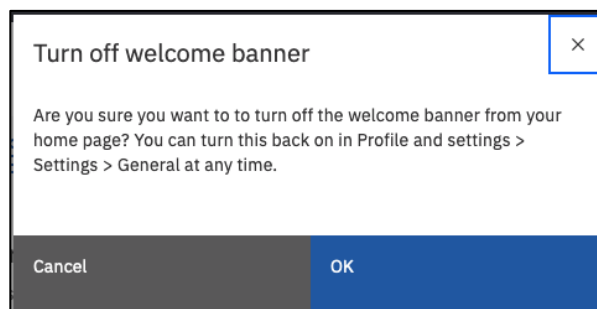 Turn off welcome banner
Are you sure you want to to turn off the welcome banner from your
home page? You can turn this back on in Profile and settings >
Settings > General at any time.
Cancel
OK